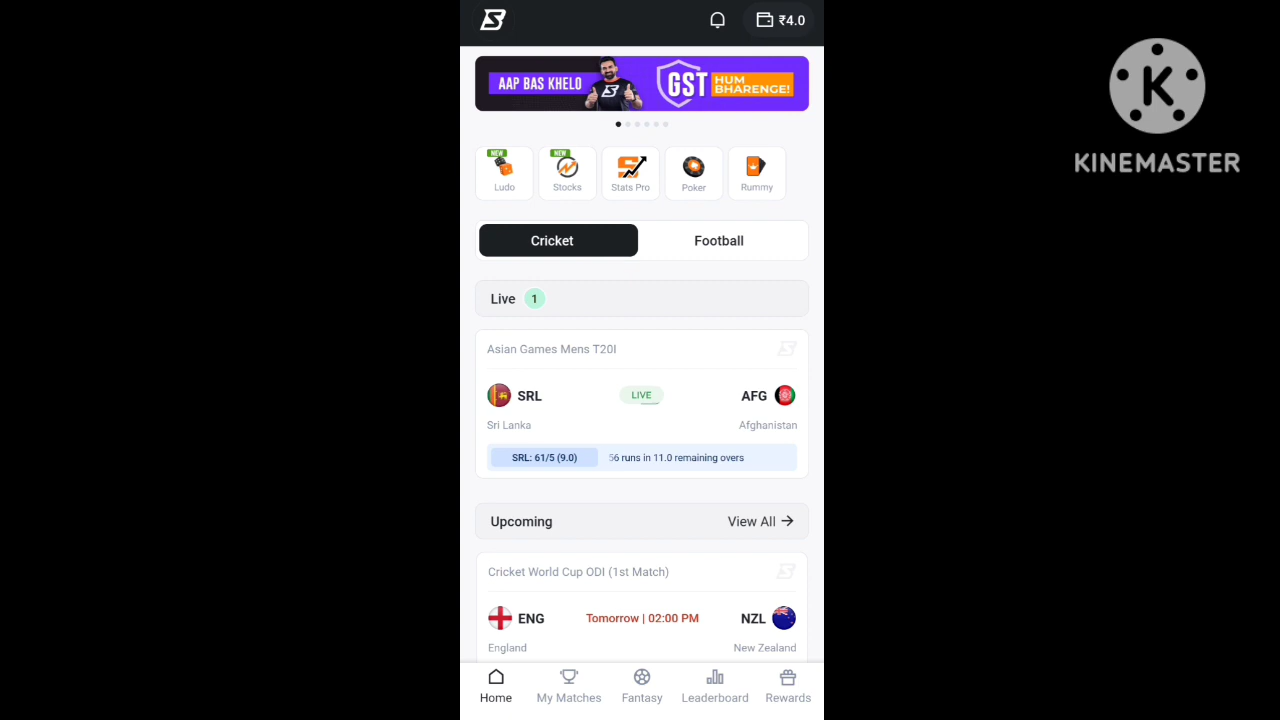 ₹4.0
AAP BAS KHELO
GST
HUM
BHARENGE!
NEW
NEW
Ludo
Stocks
Stats Pro
Poker
Rummy
Cricket
Football
Live 1
Asian Games Mens T20I
SRL
LIVE
AFG
Sri Lanka
Afghanistan
SRL: 61/5 (9.0)
56 runs in 11.0 remaining overs
Upcoming
View All
Cricket World Cup ODI (1st Match)
ENG
Tomorrow | 02:00 PM
NZL
England
New Zealand
Home
My Matches
Fantasy
Leaderboard
Rewards
K
KINEMASTER